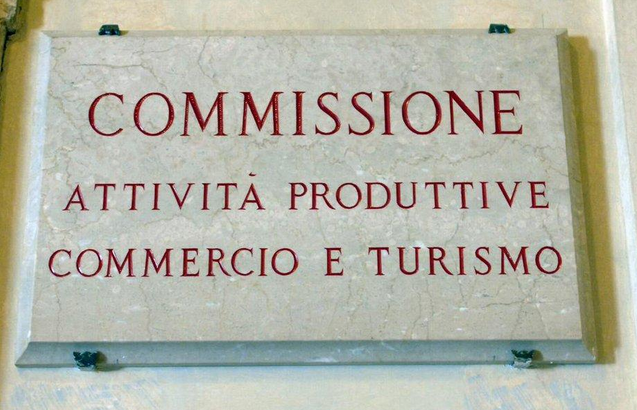 COMMISSIONE
ATTIVITÀ PRODUTTIVE
COMMERCIO E TURISMO